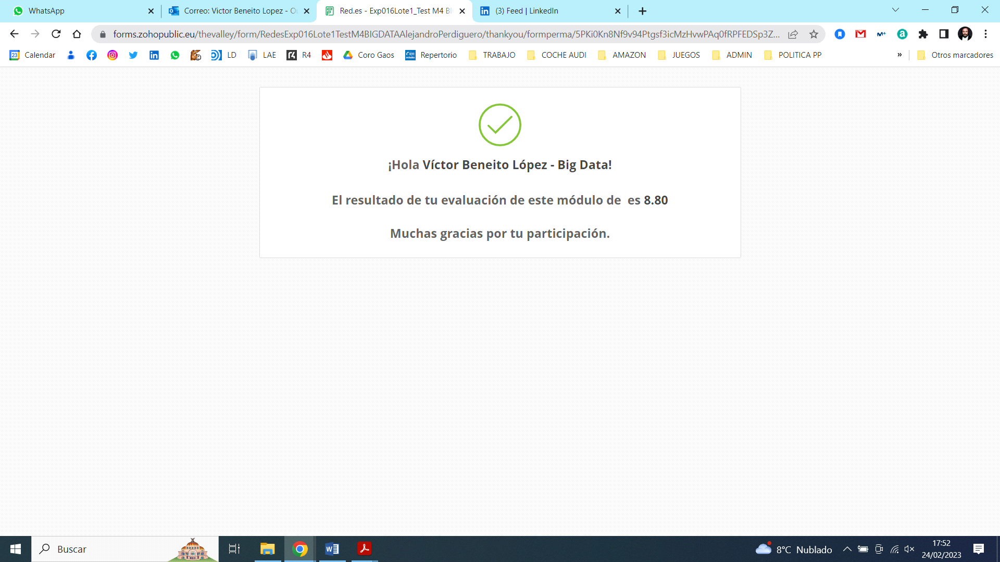 WhatsApp
Correo: Victor Beneito Lopez - Ou
Red.es - Exp016Lote1_Test M4 BI
(3) Feed | LinkedIn
forms.zohopublic.eu/thevalley/form/RedesExp016Lote1TestM4BIGDATAAlejandroPerdiguero/thankyou/formperma/5PKi0Kn8Nf9v94Ptgsf3icMzHvwPAq0fRPFEDSp3Z...
Calendar
LD
LAE
R4
Coro Gaos
Repertorio
TRABAJO
COCHE AUDI
AMAZON
JUEGOS
ADMIN
POLITICA PP
»
Otros marcadores
¡Hola Víctor Beneito López - Big Data!
El resultado de tu evaluación de este módulo de  es 8.80
Muchas gracias por tu participación.
Buscar
8°C Nublado
17:52
24/02/2023